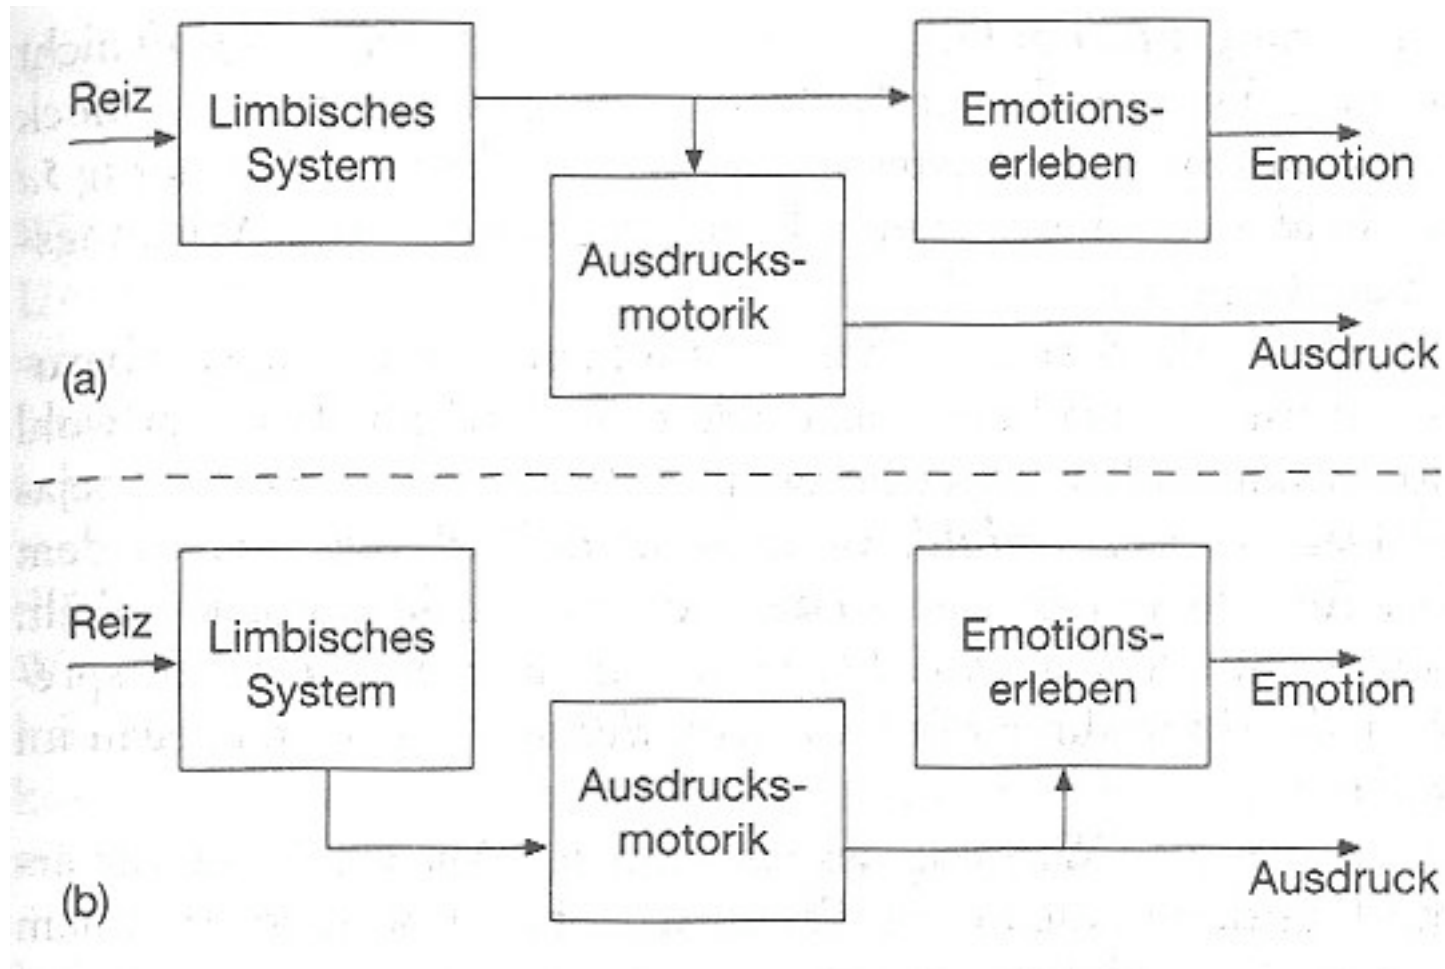 Reiz
Limbisches
System
Emotions-
erleben
Emotion
Ausdrucks-
motorik
Ausdruck
(a)
Reiz
Limbisches
System
Emotions-
erleben
Emotion
Ausdrucks-
motorik
Ausdruck
(b)